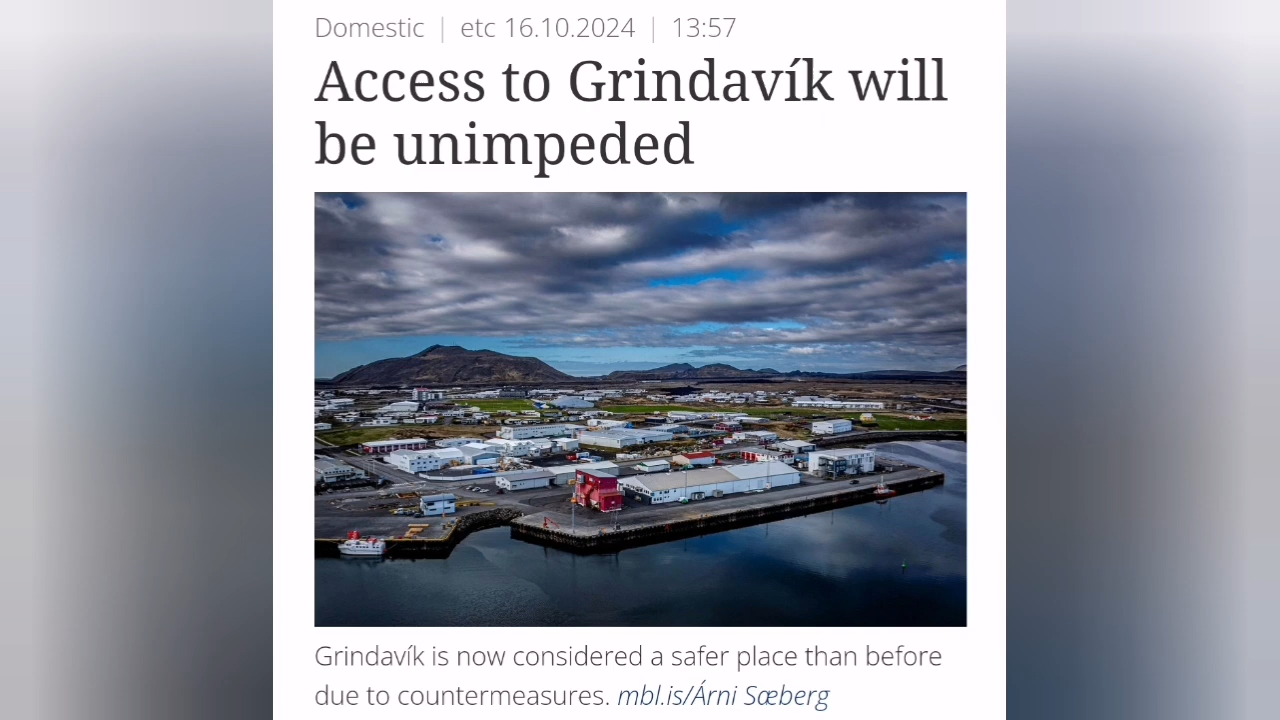 Domestic | etc 16.10.2024 | 13:57
Access to Grindavík will
be unimpeded
Grindavík is now considered a safer place than before
due to countermeasures. mbl.is/Árni Sæberg